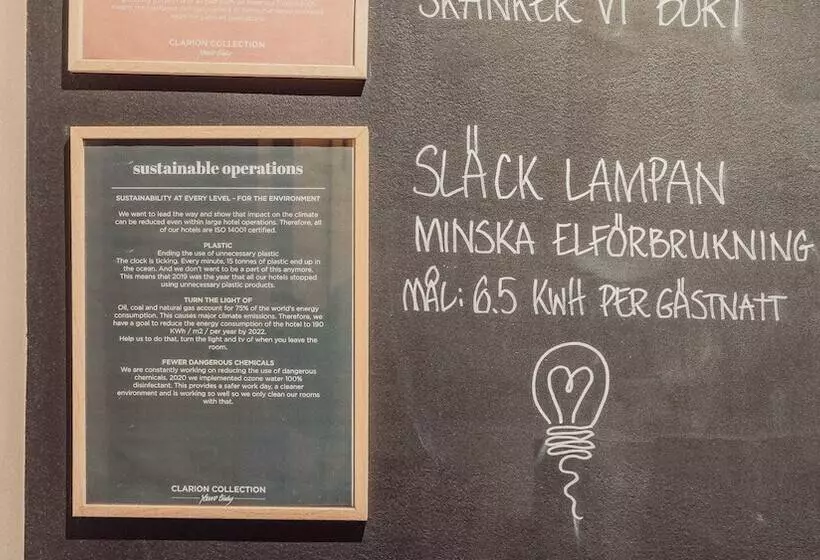 SKÄNKER VI BORT
CLARION COLLECTION
sustainable operations
SUSTAINABILITY AT EVERY LEVEL - FOR THE ENVIRONMENT
We want to lead the way and show that impact on the climate
can be reduced even within large hotel operations. Therefore, all
of our hotels are ISO 14001 certified.
PLASTIC
Ending the use of unnecessary plastic
The clock is ticking. Every minute, 15 tonnes of plastic end up in
the ocean. And we don't want to be a part of this anymore.
This means that 2019 was the year that all our hotels stopped
using unnecessary plastic products.
TURN THE LIGHT OF
Oil, coal and natural gas account for 75% of the world's energy
consumption. This causes major climate emissions. Therefore, we
have a goal to reduce the energy consumption of the hotel to 190
KWh / m2 / per year by 2022.
Help us to do that, turn the light and tv of when you leave the
room.
FEWER DANGEROUS CHEMICALS
We are constantly working on reducing the use of dangerous
chemicals. 2020 we implemented ozone water 100%
disinfectant. This provides a safer work day, a cleaner
environment and is working so well so we only clean our rooms
with that.
CLARION COLLECTION
SLÄCK LAMPAN
MINSKA ELFÖRBRUKNING
MÅL: 6.5 KWH PER GÄSTNATT